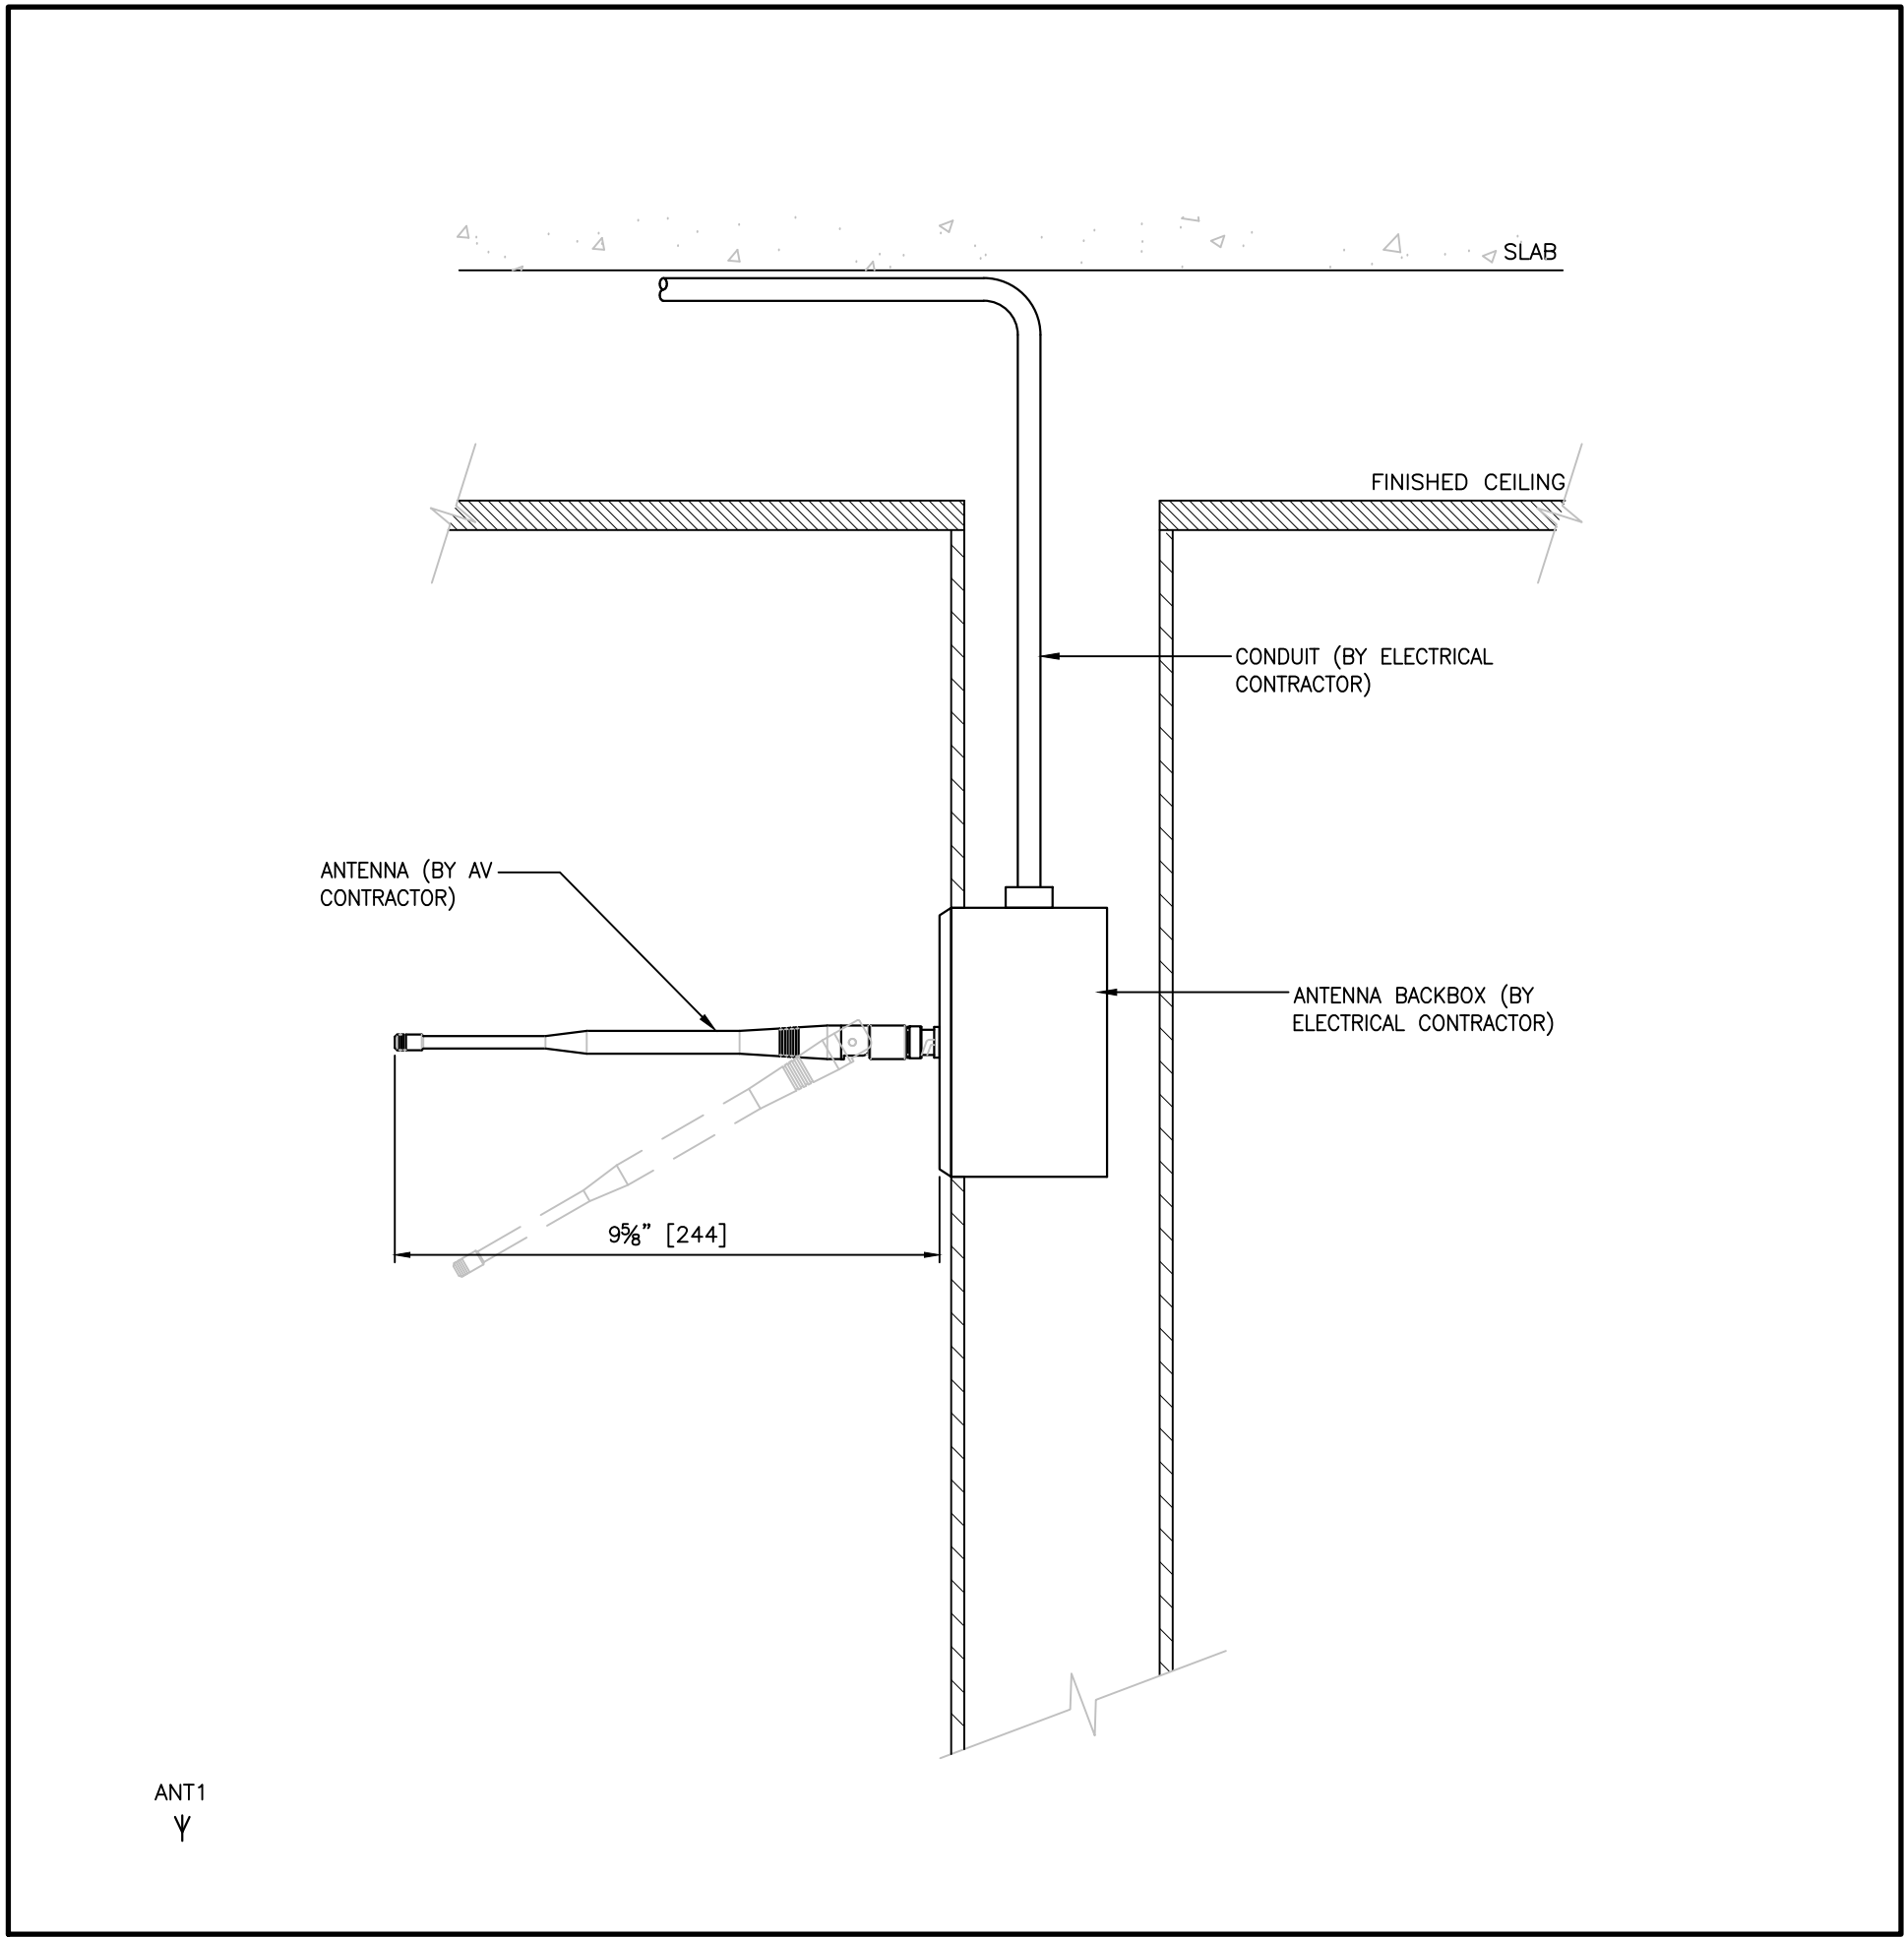 SLAB
FINISHED CEILING
CONDUIT (BY ELECTRICAL
CONTRACTOR)
ANTENNA (BY AV
CONTRACTOR)
ANTENNA BACKBOX (BY
ELECTRICAL CONTRACTOR)
9⅝" [244]
ANT1